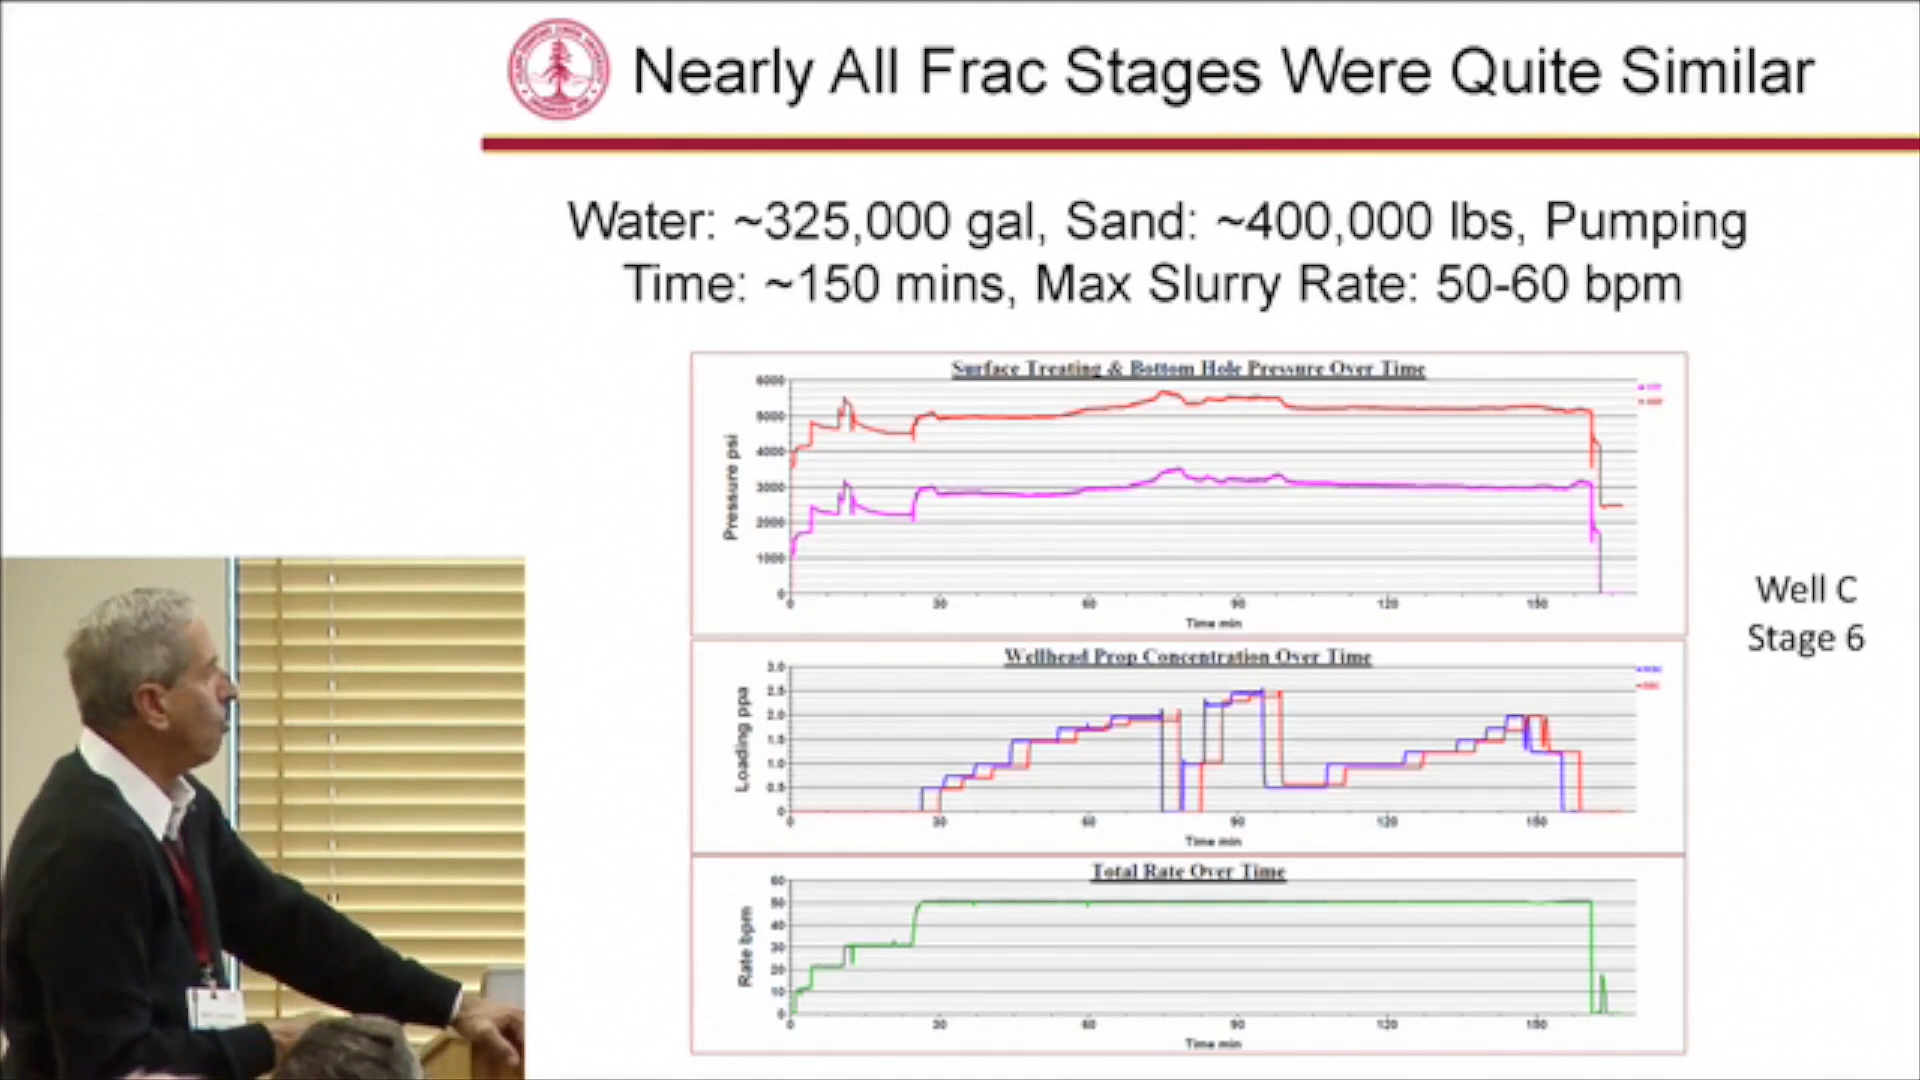 Nearly All Frac Stages Were Quite Similar
Water: ~325,000 gal, Sand: ~400,000 lbs, Pumping
Time: ~150 mins, Max Slurry Rate: 50-60 bpm
Surface Treating & Bottom Hole Pressure Over Time
6000
5000
4000
3000
2000
1000
0
Pressure psi
0 30 60 90 120 150
Time min
Well C
Stage 6
Wellhead Prop Concentration Over Time
3.0
2.5
2.0
1.5
1.0
0.5
0
Loading ppa
0 30 60 90 120 150
Time min
Total Rate Over Time
60
50
40
30
20
10
0
Rate bpm
0 30 60 90 120 150
Time min